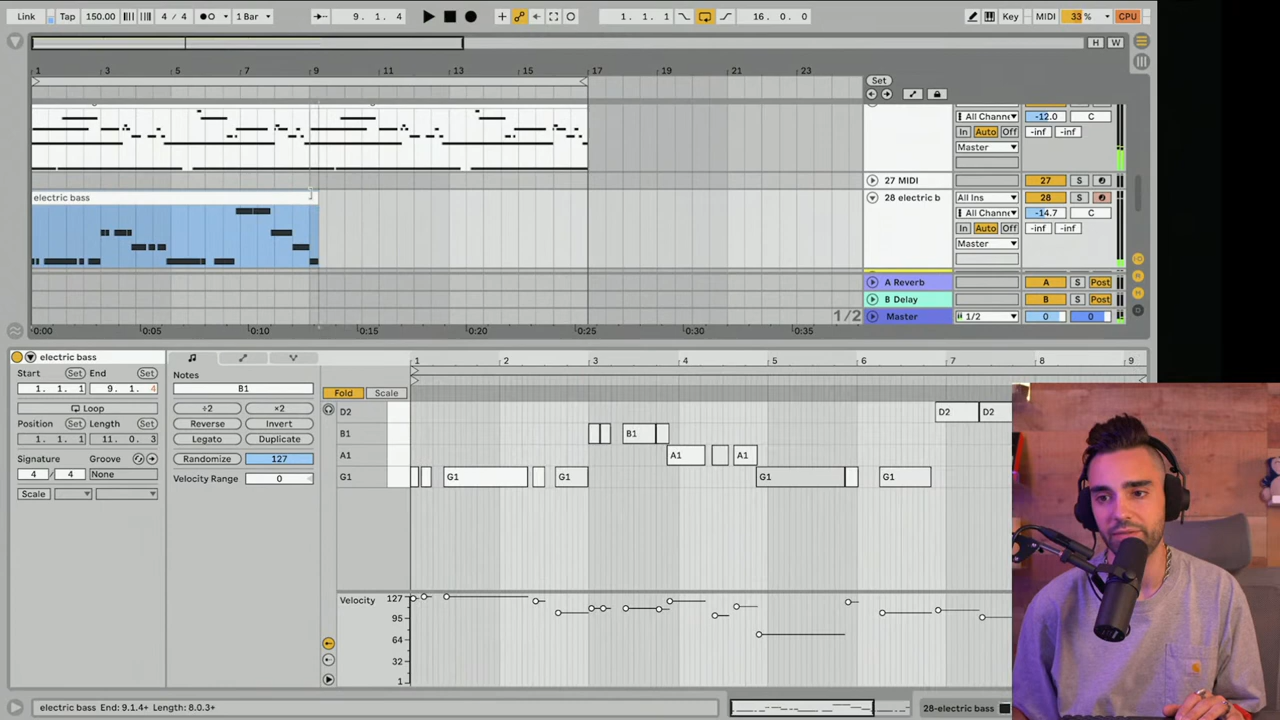 Link Tap 150.00 4 / 4 1 Bar 9. 1. 4 1. 1. 1 16. 0. 0 Key MIDI 33 % CPU
H W
1 3 5 7 9 11 13 15 17 19 21 23
Set
All Channe -12.0 C
In Auto Off -inf -inf
Master
27 MIDI 27 S
electric bass 28 electric b All Ins 28 S
All Channe -14.7 C
In Auto Off -inf -inf
Master
A Reverb A S Post
B Delay B S Post
0:00 0:05 0:10 0:15 0:20 0:25 0:30 0:35 1/2 Master 1/2 0 0
electric bass
Start Set End Set
1. 1. 1 9. 1. 4
Loop
Position Set Length Set
1. 1. 1 11. 0. 3
Signature Groove
4 / 4 None
Scale
Notes
B1
÷2 ×2
Reverse Invert
Legato Duplicate
Randomize 127
Velocity Range 0
1 2 3 4 5 6 7 8 9
Fold Scale
D2 D2 D2
B1 B1
A1 A1 A1
G1 G1 G1 G1 G1
Velocity 127
95
64
32
1
electric bass End: 9.1.4+ Length: 8.0.3+
28-electric bass